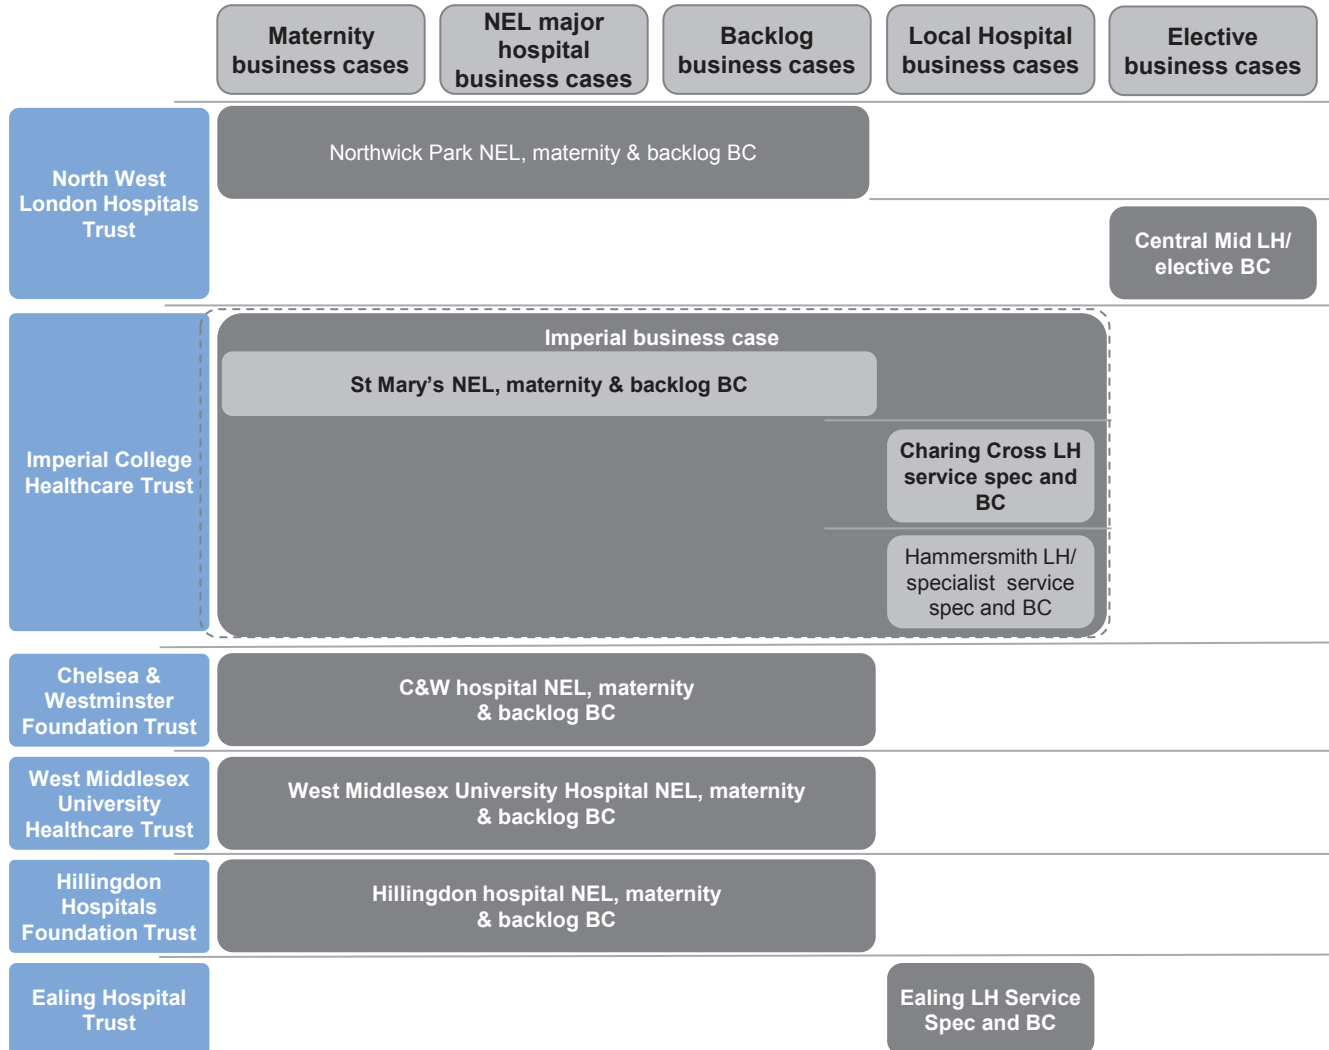 Maternity
business cases
NEL major
hospital
business cases
Backlog
business cases
Local Hospital
business cases
Elective
business cases
North West
London Hospitals
Trust
Northwick Park NEL, maternity & backlog BC
Central Mid LH/
elective BC
Imperial College
Healthcare Trust
Imperial business case
St Mary’s NEL, maternity & backlog BC
Charing Cross LH
service spec and
BC
Hammersmith LH/
specialist service
spec and BC
Chelsea &
Westminster
Foundation Trust
C&W hospital NEL, maternity
& backlog BC
West Middlesex
University
Healthcare Trust
West Middlesex University Hospital NEL, maternity
& backlog BC
Hillingdon
Hospitals
Foundation Trust
Hillingdon hospital NEL, maternity
& backlog BC
Ealing Hospital
Trust
Ealing LH Service
Spec and BC